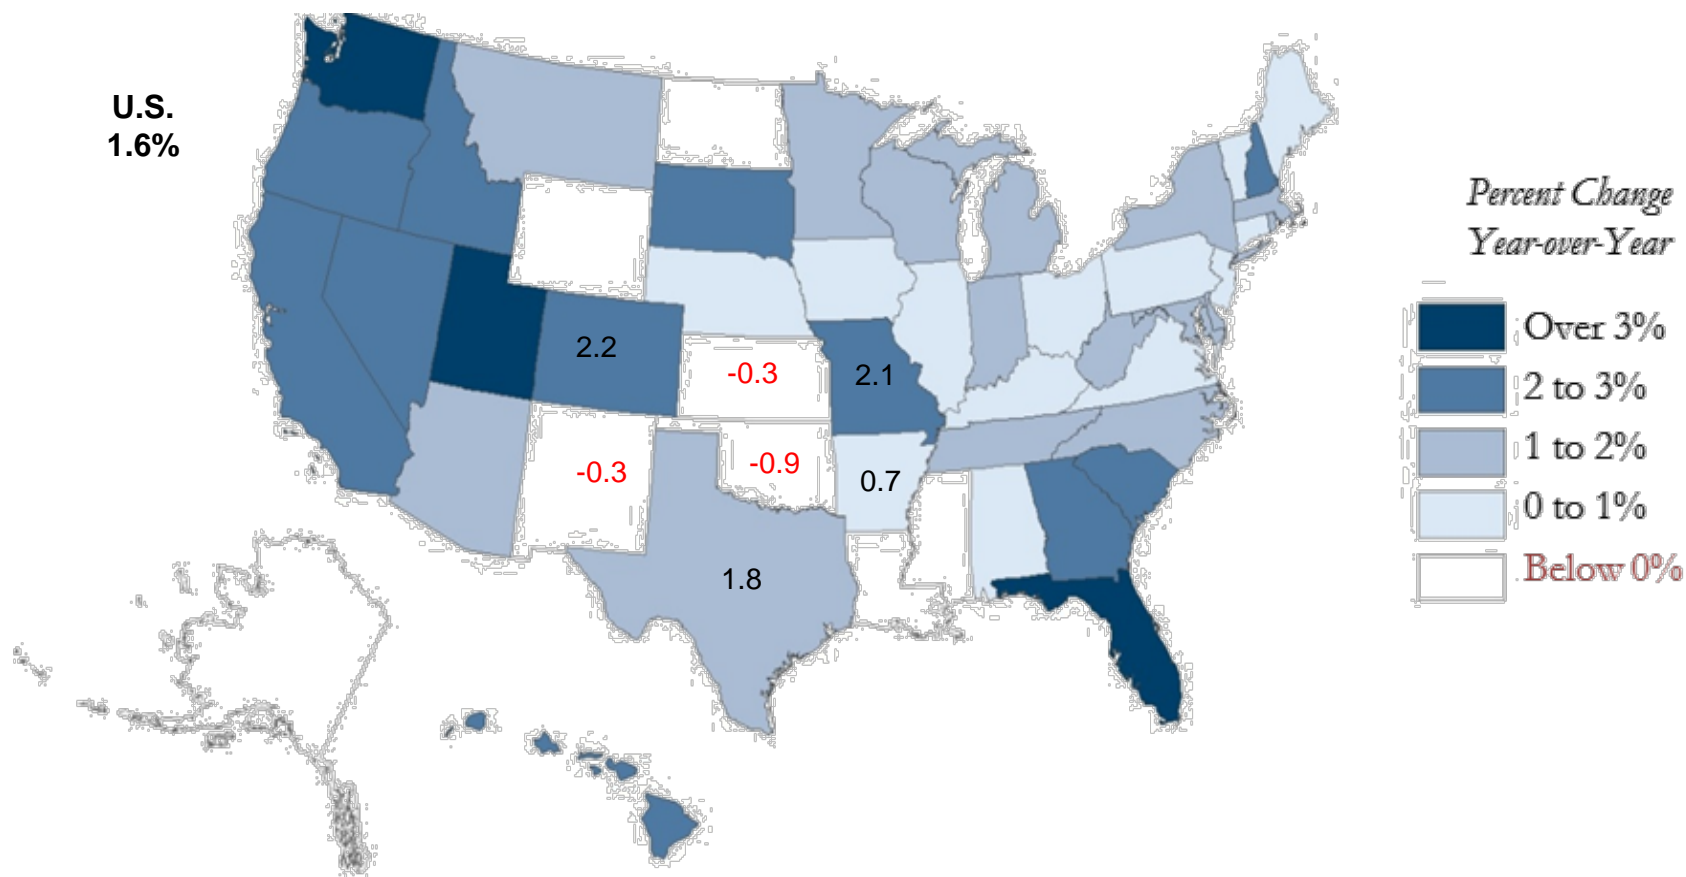 U.S.
1.6%
Percent Change
Year-over-Year
Over 3%
2 to 3%
1 to 2%
0 to 1%
Below 0%
2.2
-0.3
2.1
-0.3
-0.9
0.7
1.8